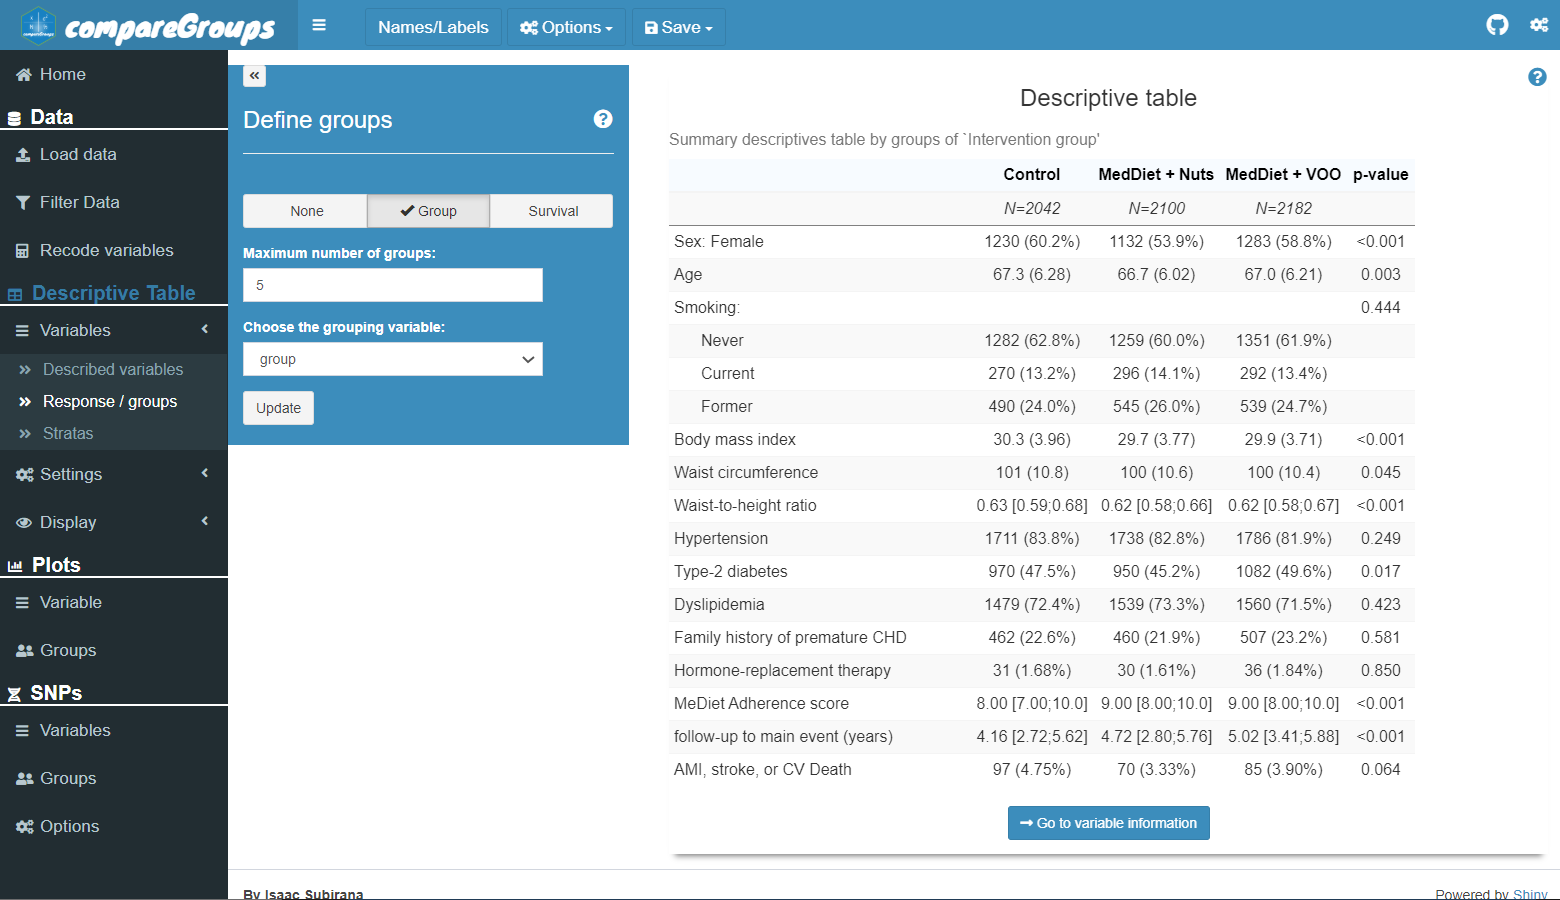 compareGroups
Names/Labels
Options
Save
Home
Data
Load data
Filter Data
Recode variables
Descriptive Table
Variables
Described variables
Response / groups
Stratas
Settings
Display
Plots
Variable
Groups
SNPs
Variables
Groups
Options
Define groups
None
Group
Survival
Maximum number of groups:
5
Choose the grouping variable:
group
Update
Descriptive table
Summary descriptives table by groups of `Intervention group'
Control MedDiet + Nuts MedDiet + VOO p-value
N=2042 N=2100 N=2182
Sex: Female 1230 (60.2%) 1132 (53.9%) 1283 (58.8%) <0.001
Age 67.3 (6.28) 66.7 (6.02) 67.0 (6.21) 0.003
Smoking: 0.444
Never 1282 (62.8%) 1259 (60.0%) 1351 (61.9%)
Current 270 (13.2%) 296 (14.1%) 292 (13.4%)
Former 490 (24.0%) 545 (26.0%) 539 (24.7%)
Body mass index 30.3 (3.96) 29.7 (3.77) 29.9 (3.71) <0.001
Waist circumference 101 (10.8) 100 (10.6) 100 (10.4) 0.045
Waist-to-height ratio 0.63 [0.59;0.68] 0.62 [0.58;0.66] 0.62 [0.58;0.67] <0.001
Hypertension 1711 (83.8%) 1738 (82.8%) 1786 (81.9%) 0.249
Type-2 diabetes 970 (47.5%) 950 (45.2%) 1082 (49.6%) 0.017
Dyslipidemia 1479 (72.4%) 1539 (73.3%) 1560 (71.5%) 0.423
Family history of premature CHD 462 (22.6%) 460 (21.9%) 507 (23.2%) 0.581
Hormone-replacement therapy 31 (1.68%) 30 (1.61%) 36 (1.84%) 0.850
MeDiet Adherence score 8.00 [7.00;10.0] 9.00 [8.00;10.0] 9.00 [8.00;10.0] <0.001
follow-up to main event (years) 4.16 [2.72;5.62] 4.72 [2.80;5.76] 5.02 [3.41;5.88] <0.001
AMI, stroke, or CV Death 97 (4.75%) 70 (3.33%) 85 (3.90%) 0.064
Go to variable information
By Isaac Subirana
Powered by Shiny